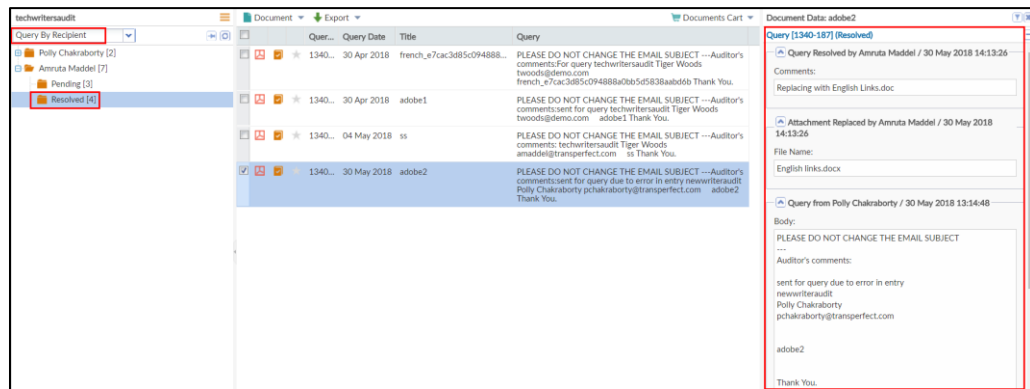 techwritersaudit
Document
Export
Documents Cart
Document Data: adobe2
Query By Recipient
Polly Chakraborty [2]
Amruta Maddel [7]
Pending [3]
Resolved [4]
Quer... Query Date Title Query
1340... 30 Apr 2018 french_e7cac3d85c094888... PLEASE DO NOT CHANGE THE EMAIL SUBJECT ---Auditor's
comments:For query techwritersaudit Tiger Woods
twoods@demo.com
french_e7cac3d85c094888a0bb5d5838aabd6b Thank You.
1340... 30 Apr 2018 adobe1 PLEASE DO NOT CHANGE THE EMAIL SUBJECT ---Auditor's
comments:sent for query techwritersaudit Tiger Woods
twoods@demo.com adobe1 Thank You.
1340... 04 May 2018 ss PLEASE DO NOT CHANGE THE EMAIL SUBJECT ---Auditor's
comments: techwritersaudit Tiger Woods
amaddel@transperfect.com ss Thank You.
1340... 30 May 2018 adobe2 PLEASE DO NOT CHANGE THE EMAIL SUBJECT ---Auditor's
comments:sent for query due to error in entry newwriteraudit
Polly Chakraborty pchakraborty@transperfect.com adobe2
Thank You.
Query [1340-187] (Resolved)
Query Resolved by Amruta Maddel / 30 May 2018 14:13:26
Comments:
Replacing with English Links.doc
Attachment Replaced by Amruta Maddel / 30 May 2018
14:13:26
File Name:
English links.docx
Query from Polly Chakraborty / 30 May 2018 13:14:48
Body:
PLEASE DO NOT CHANGE THE EMAIL SUBJECT
---
Auditor's comments:
sent for query due to error in entry
newwriteraudit
Polly Chakraborty
pchakraborty@transperfect.com
adobe2
Thank You.